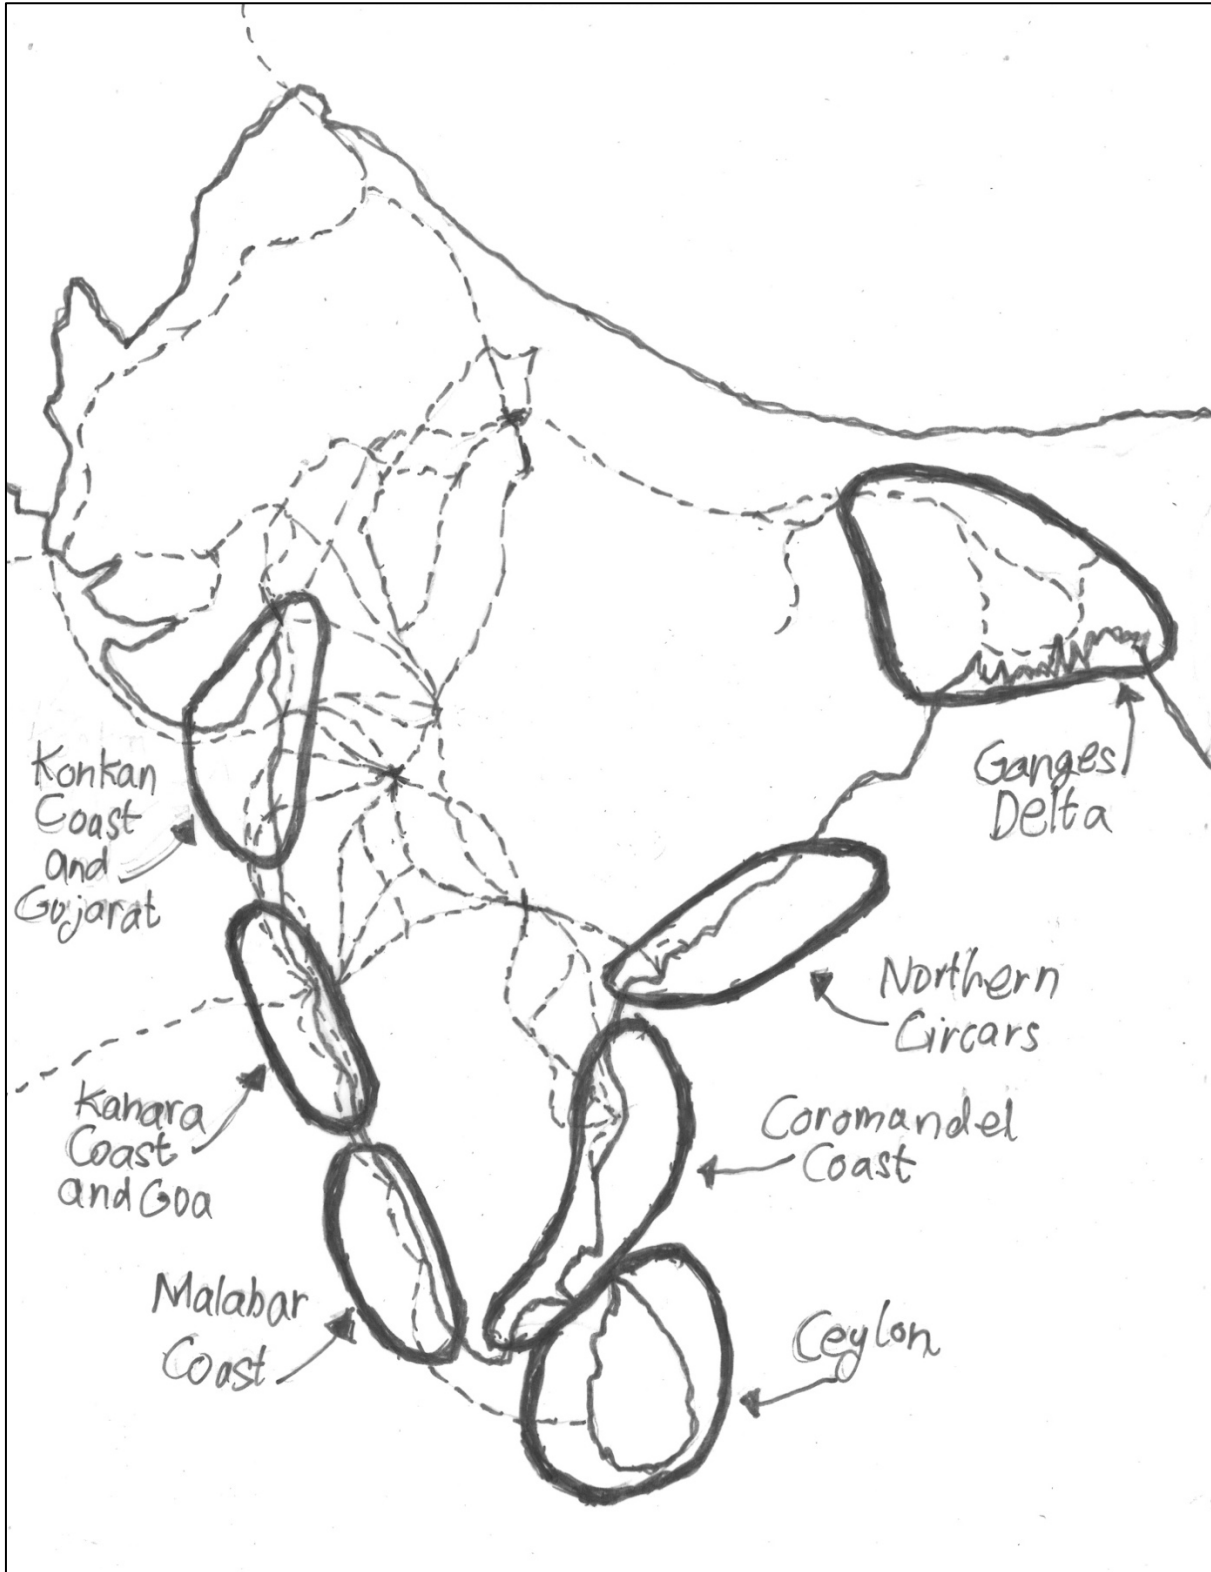 Konkan
Coast
and
Gujarat
Ganges
Delta
Northern
Circars
Kanara
Coast
and Goa
Coromandel
Coast
Malabar
Coast
Ceylon